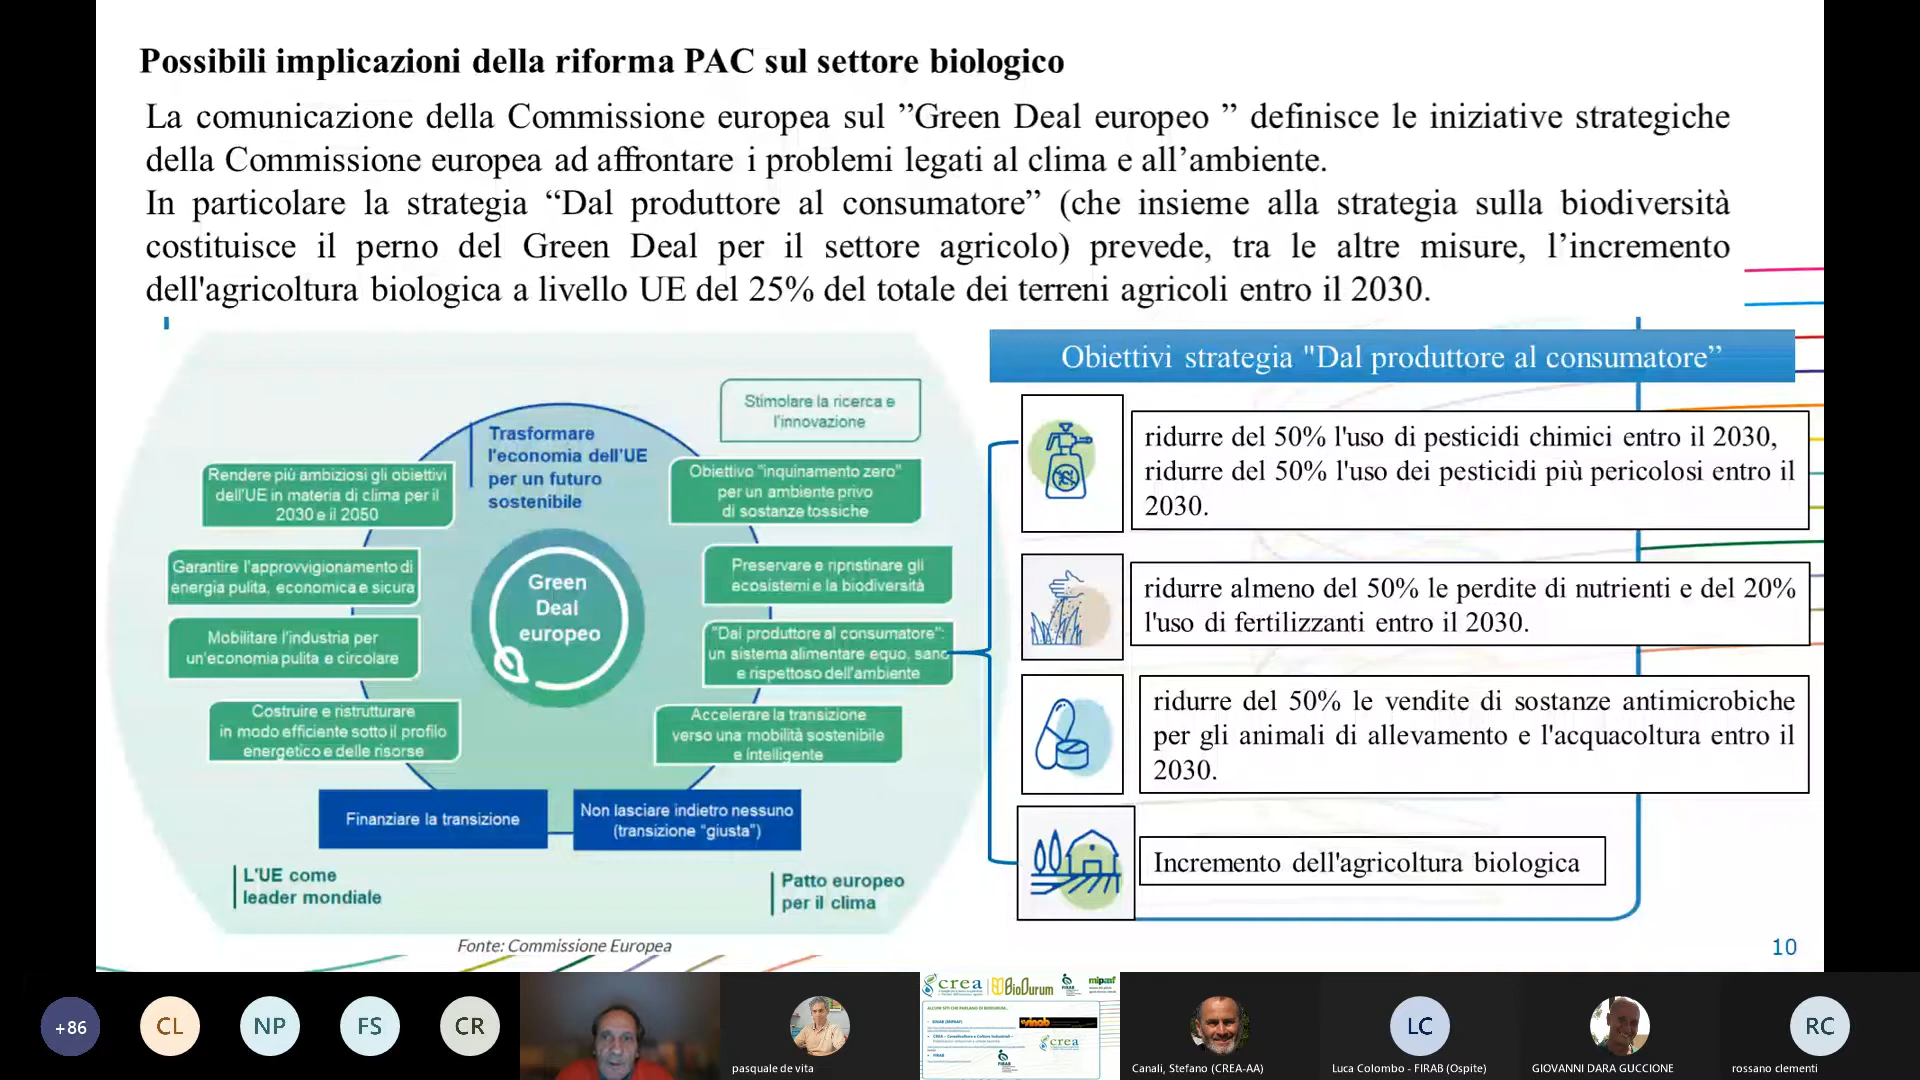 Possibili implicazioni della riforma PAC sul settore biologico
La comunicazione della Commissione europea sul ”Green Deal europeo ” definisce le iniziative strategiche
della Commissione europea ad affrontare i problemi legati al clima e all’ambiente.
In particolare la strategia “Dal produttore al consumatore” (che insieme alla strategia sulla biodiversità
costituisce il perno del Green Deal per il settore agricolo) prevede, tra le altre misure, l’incremento
dell'agricoltura biologica a livello UE del 25% del totale dei terreni agricoli entro il 2030.
Stimolare la ricerca e
l'innovazione
Trasformare
l'economia dell'UE
per un futuro
sostenibile
Rendere più ambiziosi gli obiettivi
dell'UE in materia di clima per il
2030 e il 2050
Obiettivo "inquinamento zero"
per un ambiente privo
di sostanze tossiche
Garantire l'approvvigionamento di
energia pulita, economica e sicura
Preservare e ripristinare gli
ecosistemi e la biodiversità
Green
Deal
europeo
Mobilitare l'industria per
un'economia pulita e circolare
"Dal produttore al consumatore":
un sistema alimentare equo, sano
e rispettoso dell'ambiente
Costruire e ristrutturare
in modo efficiente sotto il profilo
energetico e delle risorse
Accelerare la transizione
verso una mobilità sostenibile
e intelligente
Finanziare la transizione
Non lasciare indietro nessuno
(transizione "giusta")
L'UE come
leader mondiale
Patto europeo
per il clima
Fonte: Commissione Europea
Obiettivi strategia "Dal produttore al consumatore”
ridurre del 50% l'uso di pesticidi chimici entro il 2030,
ridurre del 50% l'uso dei pesticidi più pericolosi entro il
2030.
ridurre almeno del 50% le perdite di nutrienti e del 20%
l'uso di fertilizzanti entro il 2030.
ridurre del 50% le vendite di sostanze antimicrobiche
per gli animali di allevamento e l'acquacoltura entro il
2030.
Incremento dell'agricoltura biologica
10
+86
CL
NP
FS
CR
pasquale de vita
crea
BioDurum
FIRAB
mipaaf
crea
Canali, Stefano (CREA-AA)
LC
Luca Colombo - FIRAB (Ospite)
GIOVANNI DARA GUCCIONE
RC
rossano clementi